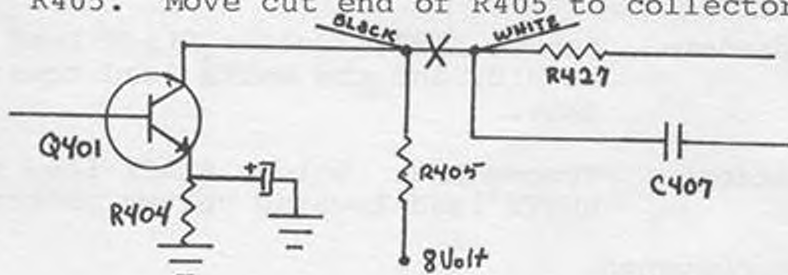 R405. Move cut end of R405 to collector
BLACK
WHITE
R427
Q401
+
R405
C407
R404
8Volt